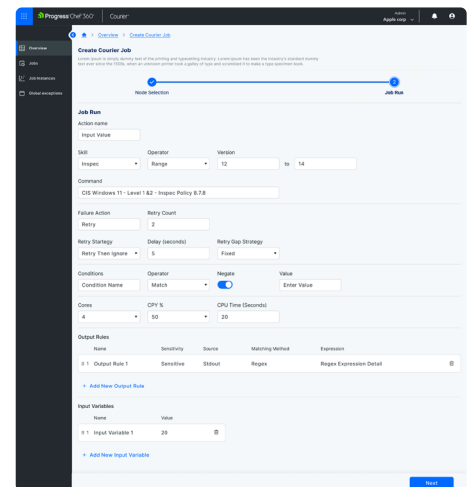 Progress Chef 360
Courier
Admin
Apple corp
Overview
Jobs
Job Instances
Global exceptions
Overview > Create Courier Job
Create Courier Job
Lorem Ipsum is simply dummy text of the printing and typesetting industry. Lorem Ipsum has been the industry's standard dummy
text ever since the 1500s, when an unknown printer took a galley of type and scrambled it to make a type specimen book.
Node Selection
2
Job Run
Job Run
Action name
Input Value
Skill Operator Version
Inspec Range 12 to 14
Command
CIS Windows 11 - Level 1 &2 - Inspec Policy 8.7.8
Failure Action Retry Count
Retry 2
Retry Startegy Delay (seconds) Retry Gap Strategy
Retry Then Ignore 5 Fixed
Conditions Operator Negate Value
Condition Name Match Enter Value
Cores CPY % CPU Time (Seconds)
4 50 20
Output Rules
Name Sensitivity Source Matching Method Expression
1 Output Rule 1 Sensitive Stdout Regex Regex Expression Detail
+ Add New Output Rule
Input Variables
Name Value
1 Input Variable 1 20
+ Add New Input Variable
Next